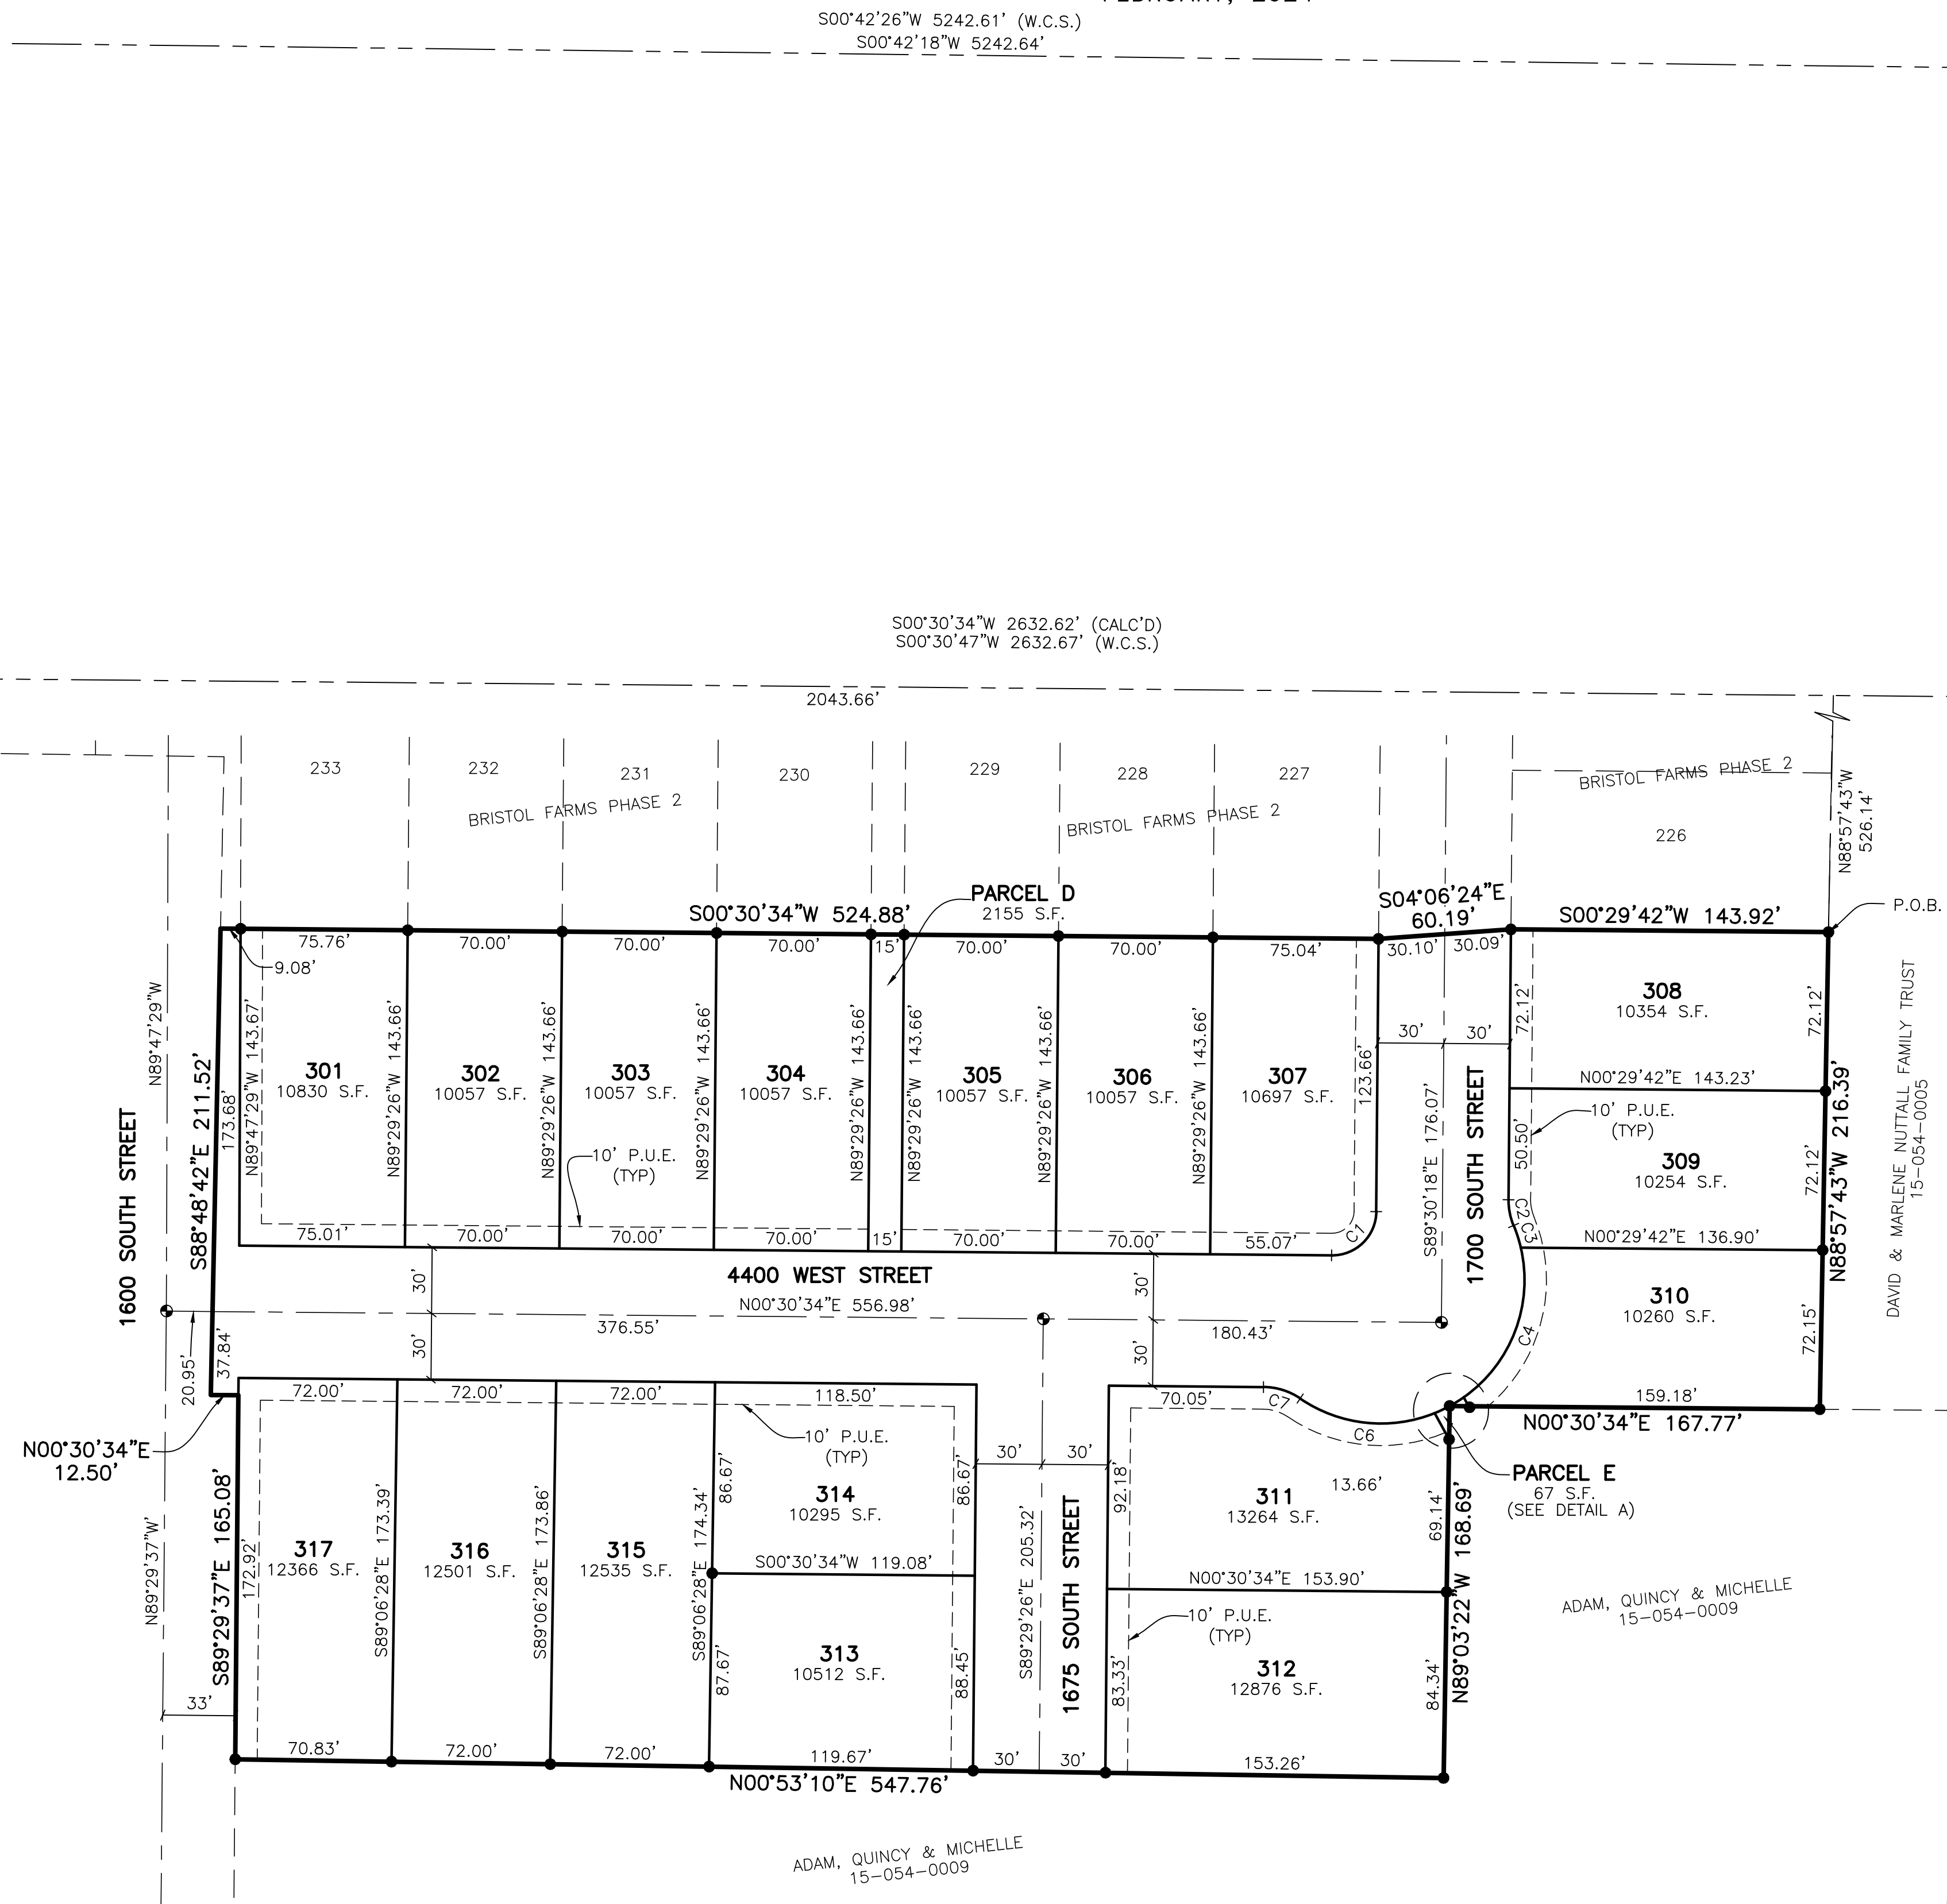 S00°42'26"W 5242.61' (W.C.S.)
S00°42'18"W 5242.64'
S00°30'34"W 2632.62' (CALC'D)
S00°30'47"W 2632.67' (W.C.S.)
2043.66'
233
232
231
230
229
228
227
226
BRISTOL FARMS PHASE 2
BRISTOL FARMS PHASE 2
BRISTOL FARMS PHASE 2
N88°57'43"W
526.14'
P.O.B.
PARCEL D
2155 S.F.
S00°30'34"W 524.88'
S04°06'24"E
60.19'
S00°29'42"W 143.92'
75.76'
70.00'
70.00'
70.00'
15'
70.00'
70.00'
75.04'
30.10'
30.09'
9.08'
N89°47'29"W
1600 SOUTH STREET
S88°48'42"E 211.52'
173.68'
N89°47'29"W 143.67'
301
10830 S.F.
N89°29'26"W 143.66'
302
10057 S.F.
N89°29'26"W 143.66'
303
10057 S.F.
N89°29'26"W 143.66'
304
10057 S.F.
N89°29'26"W 143.66'
N89°29'26"W 143.66'
305
10057 S.F.
N89°29'26"W 143.66'
306
10057 S.F.
N89°29'26"W 143.66'
307
10697 S.F.
123.66'
30'
30'
S89°30'18"E 176.07'
1700 SOUTH STREET
72.12'
308
10354 S.F.
72.12'
N00°29'42"E 143.23'
10' P.U.E.
(TYP)
50.50'
309
10254 S.F.
72.12'
N88°57'43"W 216.39'
DAVID & MARLENE NUTTALL FAMILY TRUST
15-054-0005
N00°29'42"E 136.90'
310
10260 S.F.
72.15'
C1
C2
C3
C4
10' P.U.E.
(TYP)
75.01'
70.00'
70.00'
70.00'
15'
70.00'
70.00'
55.07'
4400 WEST STREET
N00°30'34"E 556.98'
376.55'
180.43'
30'
30'
30'
30'
20.95'
37.84'
N00°30'34"E
12.50'
72.00'
72.00'
72.00'
118.50'
70.05'
C7
C6
159.18'
N00°30'34"E 167.77'
10' P.U.E.
(TYP)
30'
30'
PARCEL E
67 S.F.
(SEE DETAIL A)
N89°29'37"W'
S89°29'37"E 165.08'
172.92'
317
12366 S.F.
S89°06'28"E 173.39'
316
12501 S.F.
S89°06'28"E 173.86'
315
12535 S.F.
S89°06'28"E 174.34'
86.67'
314
10295 S.F.
86.67'
S00°30'34"W 119.08'
87.67'
313
10512 S.F.
88.45'
S89°29'26"E 205.32'
1675 SOUTH STREET
92.18'
311
13264 S.F.
13.66'
69.14'
N00°30'34"E 153.90'
10' P.U.E.
(TYP)
83.33'
312
12876 S.F.
84.34'
N89°03'22"W 168.69'
ADAM, QUINCY & MICHELLE
15-054-0009
33'
70.83'
72.00'
72.00'
119.67'
30'
30'
153.26'
N00°53'10"E 547.76'
ADAM, QUINCY & MICHELLE
15-054-0009